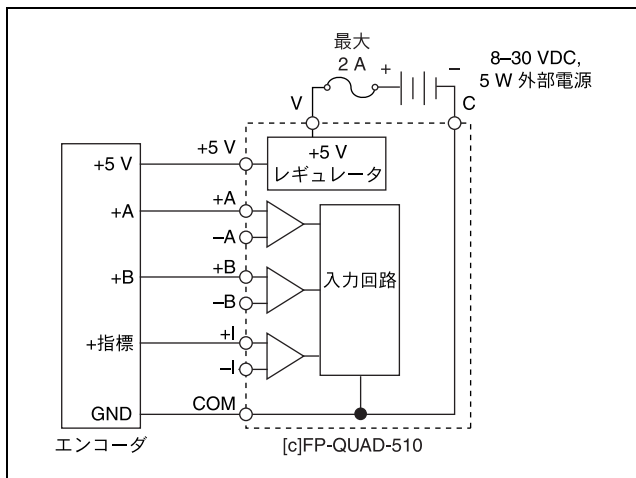 最大
2 A
+
–
8–30 VDC,
5 W 外部電源
V
C
+5 V
+5 V
+5 V
レギュレータ
+A
+A
–A
+B
+B
–B
入力回路
+指標
+I
–I
GND
COM
エンコーダ
[c]FP-QUAD-510